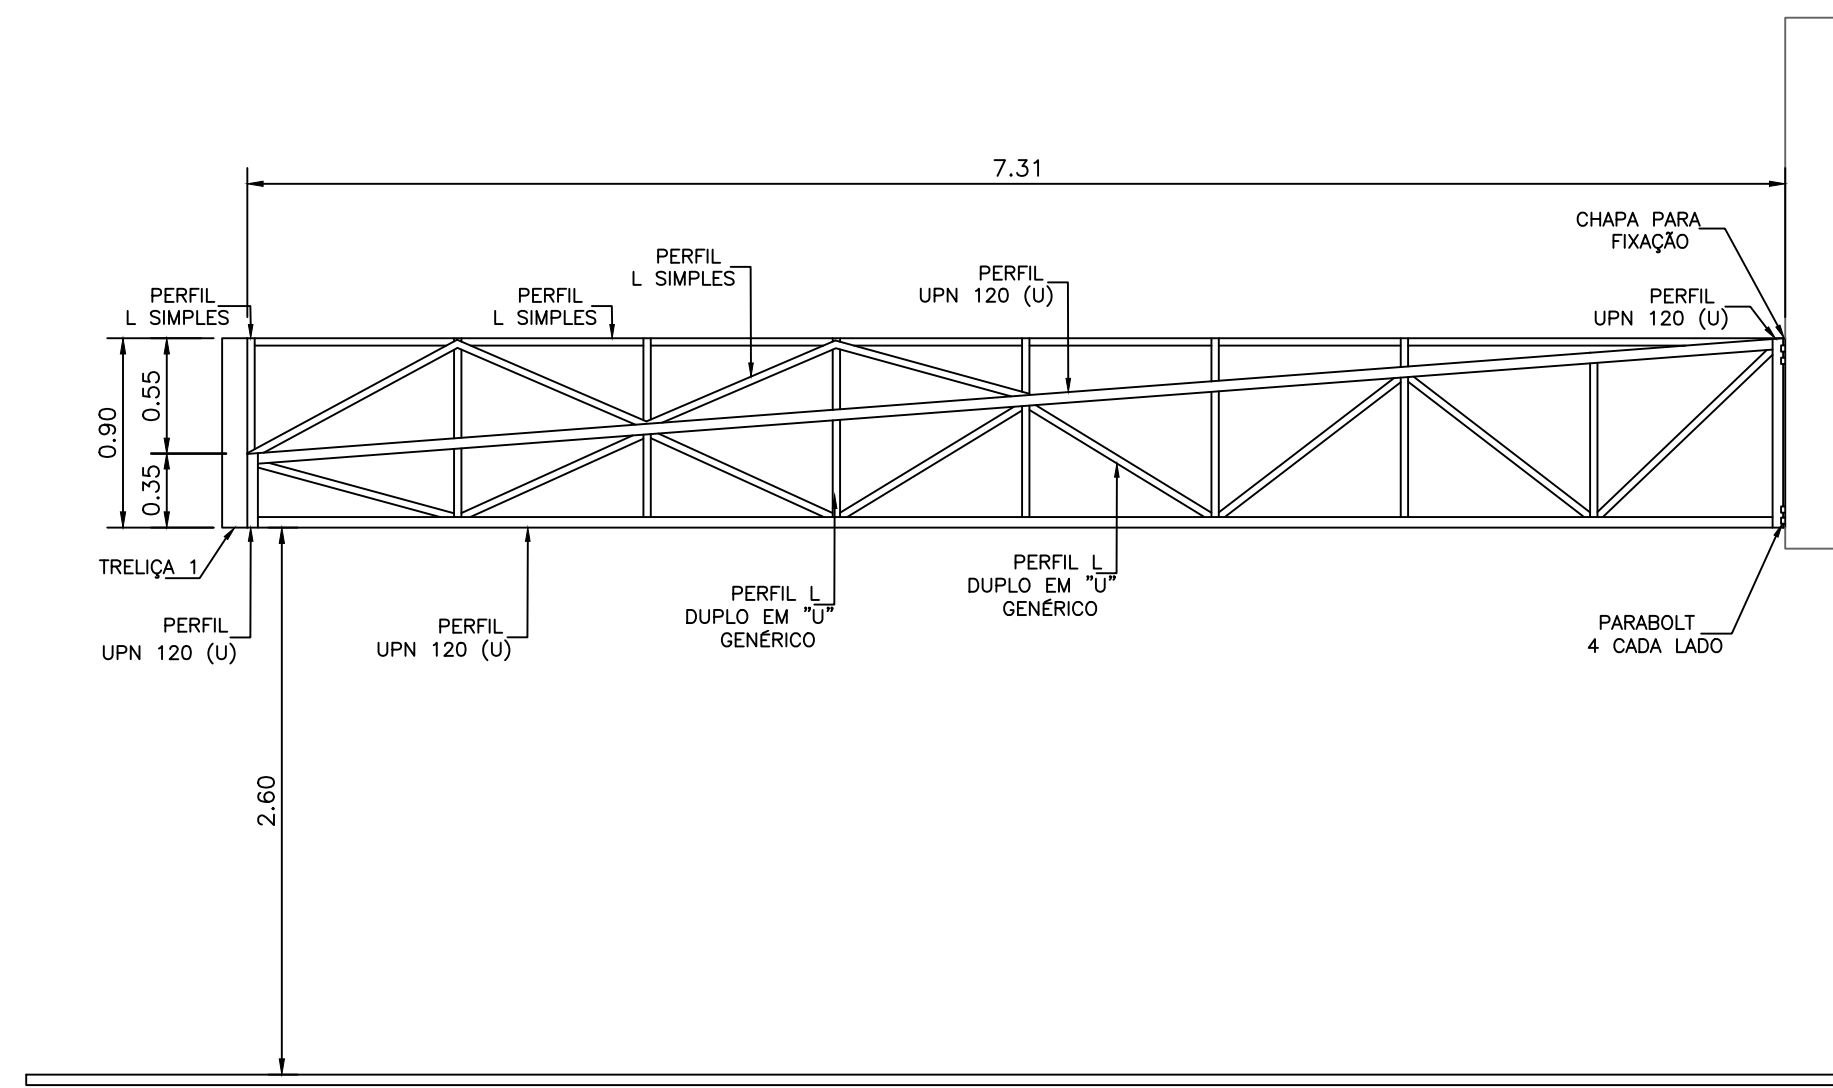 7.31
CHAPA PARA
FIXAÇÃO
PERFIL
L SIMPLES
PERFIL
UPN 120 (U)
PERFIL
L SIMPLES
PERFIL
L SIMPLES
PERFIL
UPN 120 (U)
0.90
0.55
0.35
TRELIÇA 1
PERFIL L
DUPLO EM "U"
GENÉRICO
PERFIL L
DUPLO EM "U"
GENÉRICO
PERFIL
UPN 120 (U)
PERFIL
UPN 120 (U)
PARABOLT
4 CADA LADO
2.60